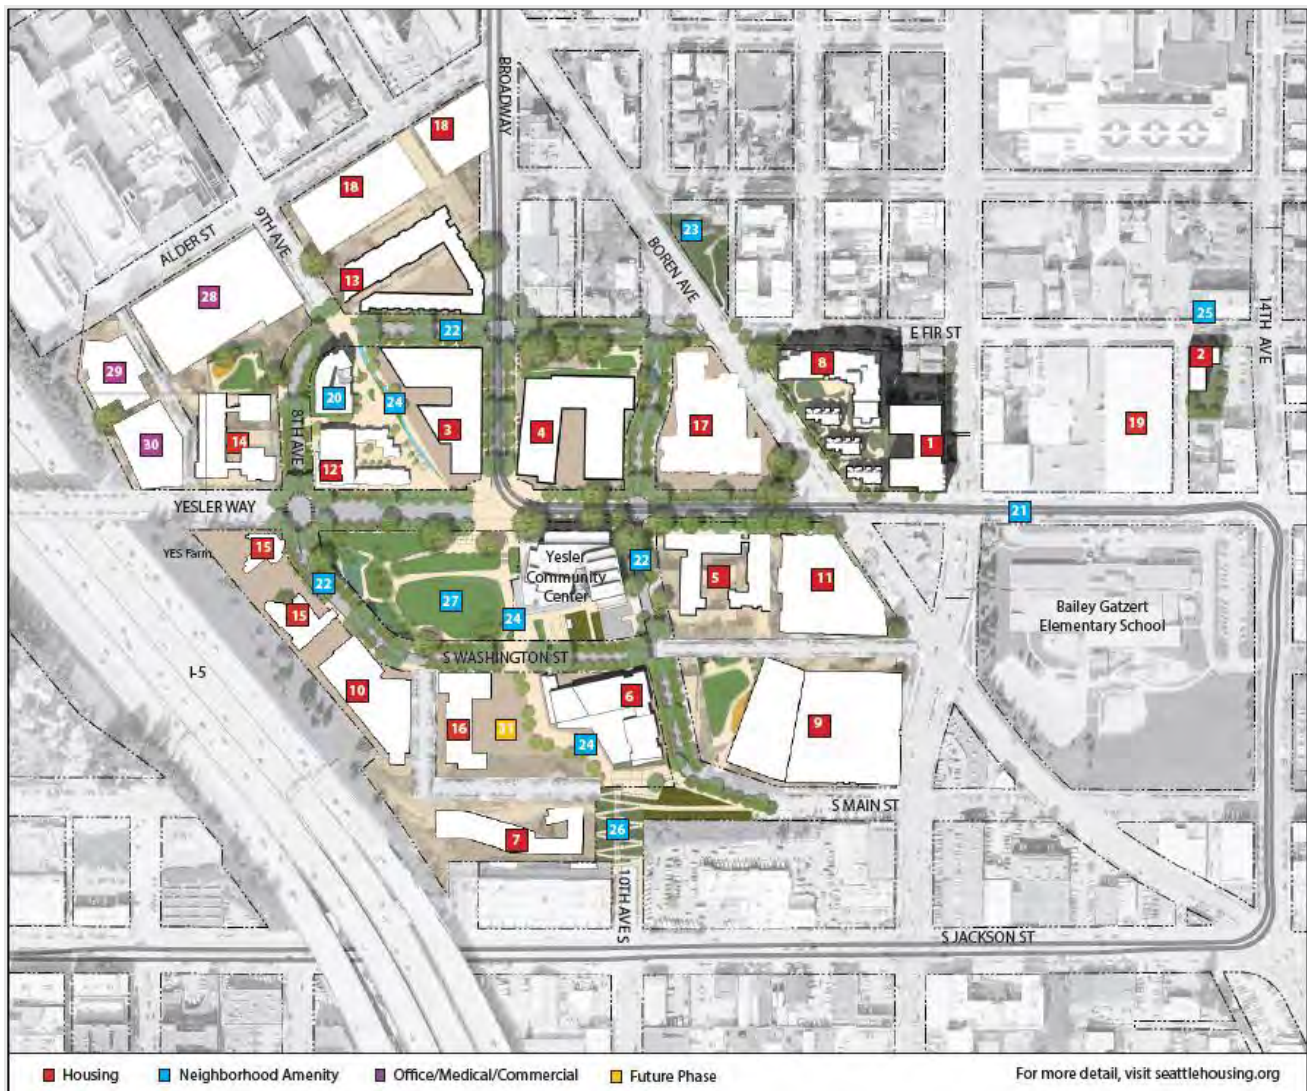 BROADWAY
18
18
9TH AVE
ALDER ST
23
BOREN AVE
13
28
22
25
14TH AVE
E FIR ST
8
2
29
20
24
3
4
17
19
8TH AVE
14
30
121
1
YESLER WAY
21
YES Farm
15
22
Yesler
Community
Center
22
5
11
27
24
15
Bailey Gatzert
Elementary School
S WASHINGTON ST
I-5
10
6
16
31
24
9
S MAIN ST
7
26
10TH AVE S
S JACKSON ST
Housing
Neighborhood Amenity
Office/Medical/Commercial
Future Phase
For more detail, visit seattlehousing.org